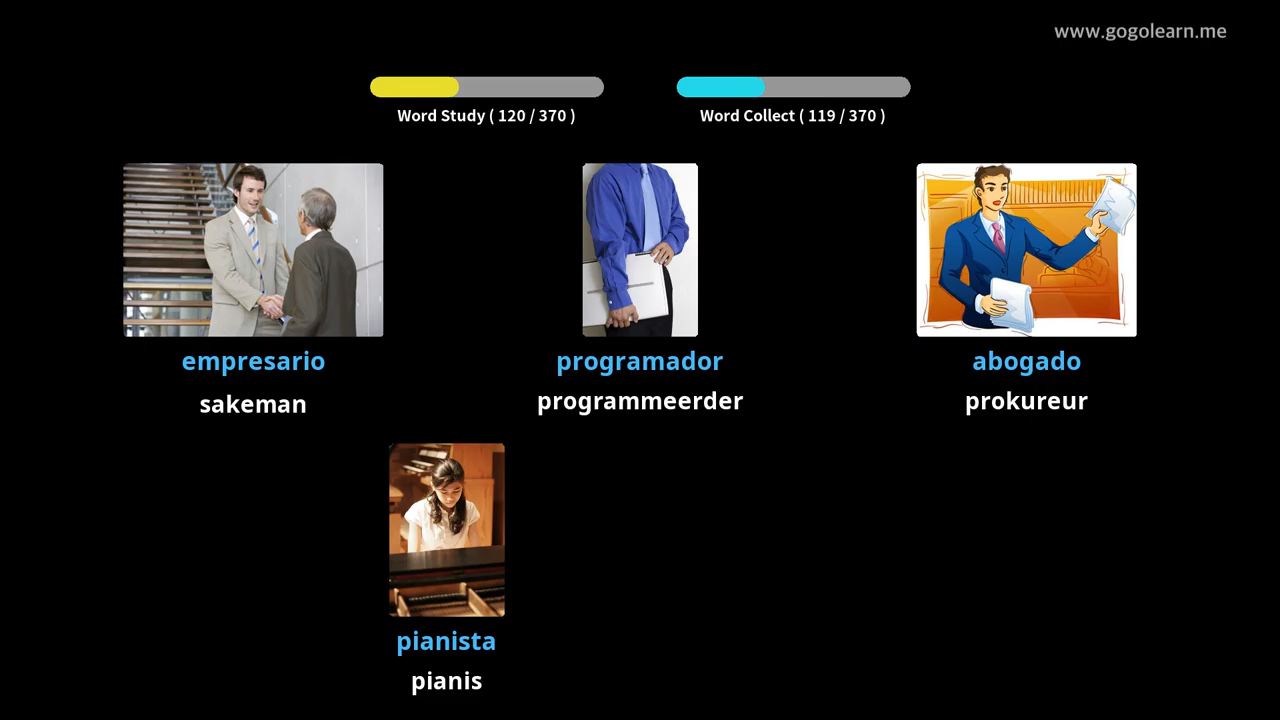 www.gogolearn.me
Word Study ( 120 / 370 )
Word Collect ( 119 / 370 )
empresario
sakeman
programador
programmeerder
abogado
prokureur
pianista
pianis